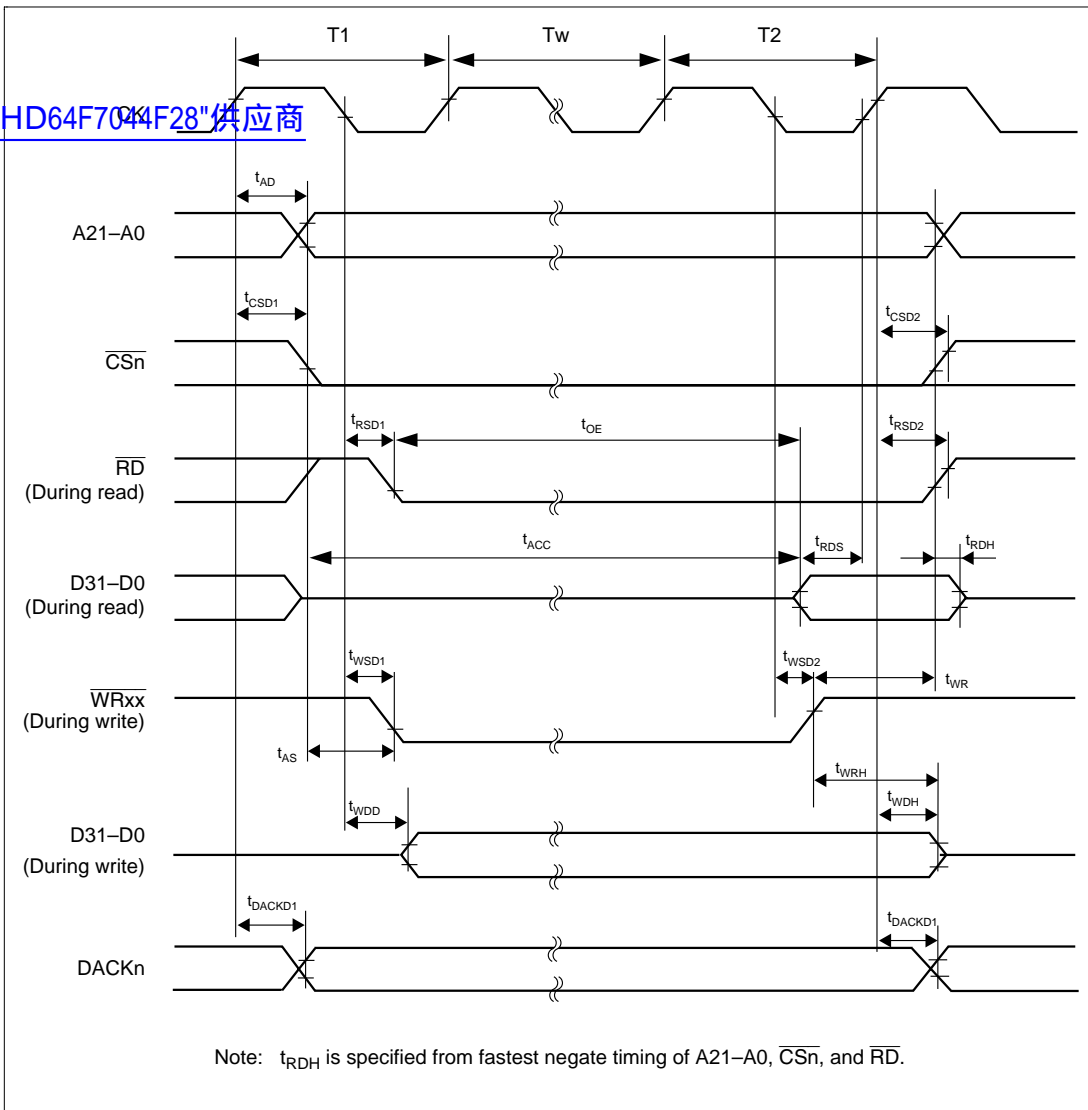 T1 Tw T2
HD64F7044F28"供应商
CK
tAD
A21–A0
tCSD1 tCSD2
CSn
tRSD1 tOE tRSD2
RD
(During read)
tACC tRDS tRDH
D31–D0
(During read)
tWSD1 tWSD2 tWR
WRxx
(During write)
tAS
tWRH
tWDD tWDH
D31–D0
(During write)
tDACKD1 tDACKD1
DACKn
Note: tRDH is specified from fastest negate timing of A21–A0, CSn, and RD.